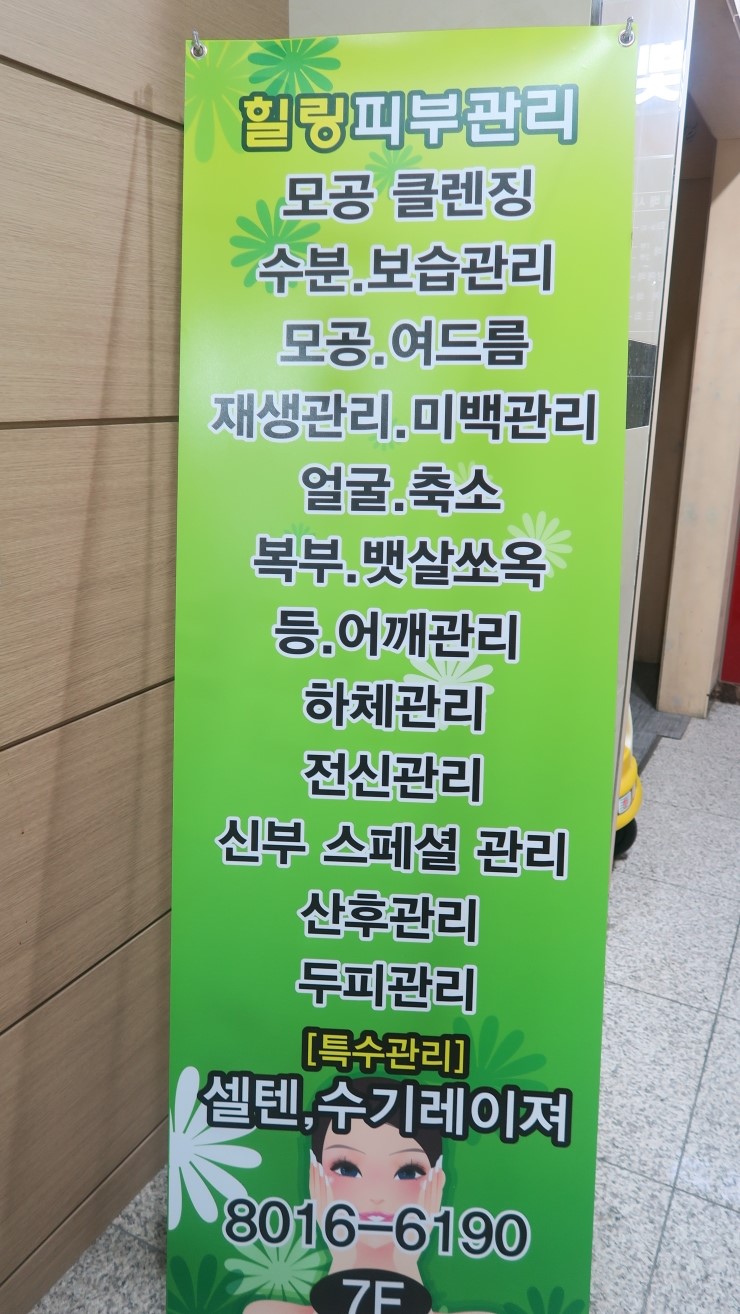 힐링피부관리
모공 클렌징
수분.보습관리
모공.여드름
재생관리.미백관리
얼굴.축소
복부.뱃살쏘옥
등.어깨관리
하체관리
전신관리
신부 스페셜 관리
산후관리
두피관리
[특수관리]
셀텐,수기레이져
8016-6190
7F